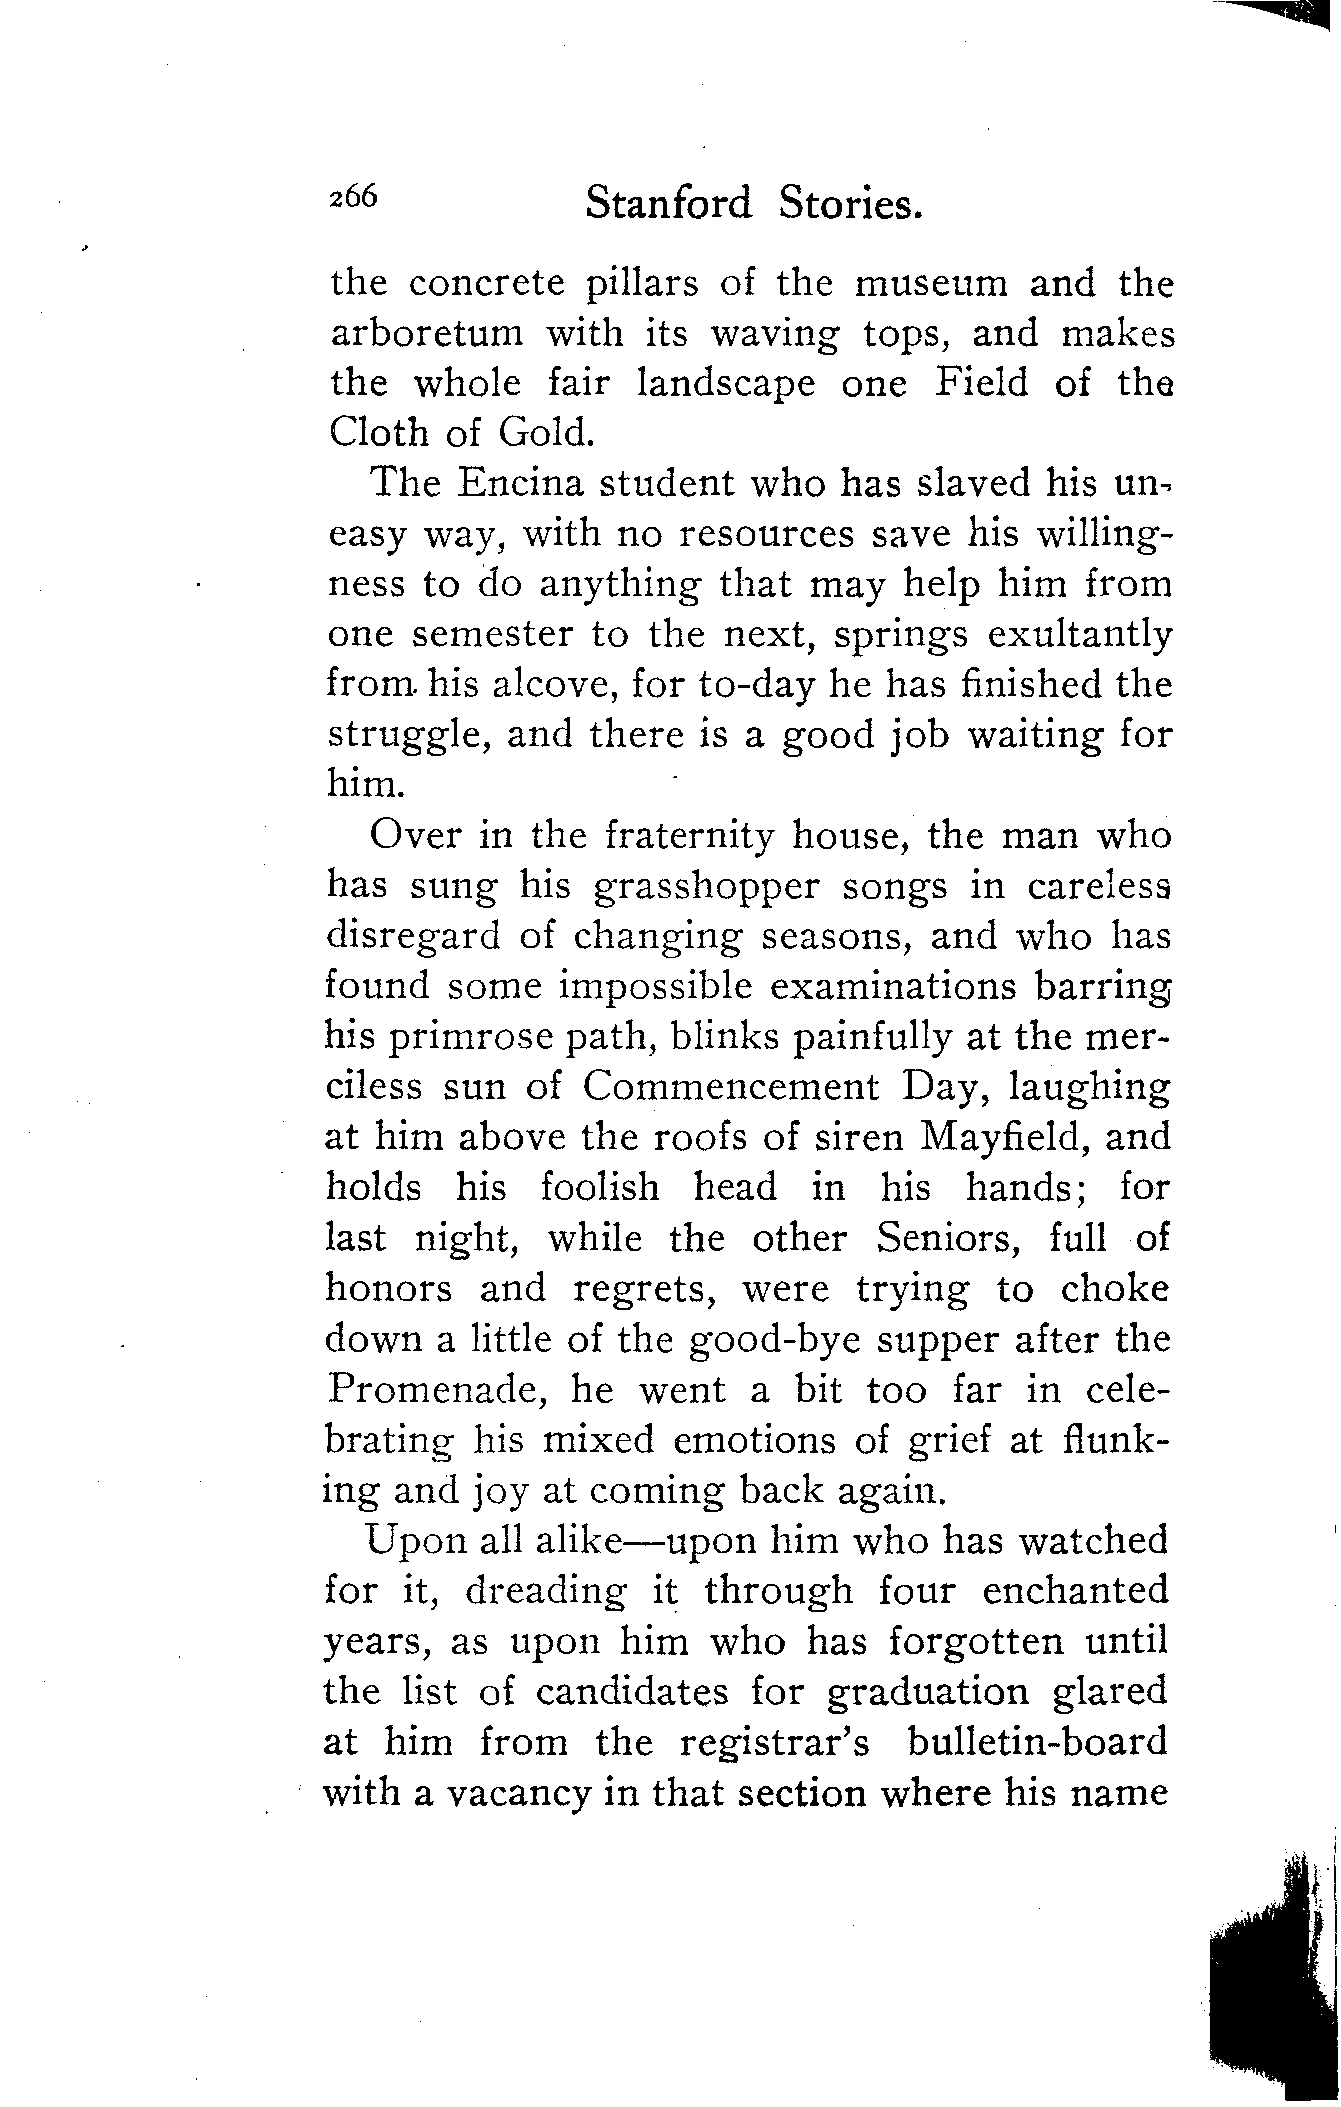 266 Stanford Stories.
the concrete pillars of the museum and the
arboretum with its waving tops, and makes
the whole fair landscape one Field of the
Cloth of Gold.
The Encina student who has slaved his un-
easy way, with no resources save his willing-
ness to do anything that may help him from
one semester to the next, springs exultantly
from his alcove, for to-day he has finished the
struggle, and there is a good job waiting for
him.
Over in the fraternity house, the man who
has sung his grasshopper songs in careless
disregard of changing seasons, and who has
found some impossible examinations barring
his primrose path, blinks painfully at the mer-
ciless sun of Commencement Day, laughing
at him above the roofs of siren Mayfield, and
holds his foolish head in his hands; for
last night, while the other Seniors, full of
honors and regrets, were trying to choke
down a little of the good-bye supper after the
Promenade, he went a bit too far in cele-
brating his mixed emotions of grief at flunk-
ing and joy at coming back again.
Upon all alike—upon him who has watched
for it, dreading it through four enchanted
years, as upon him who has forgotten until
the list of candidates for graduation glared
at him from the registrar's bulletin-board
with a vacancy in that section where his name